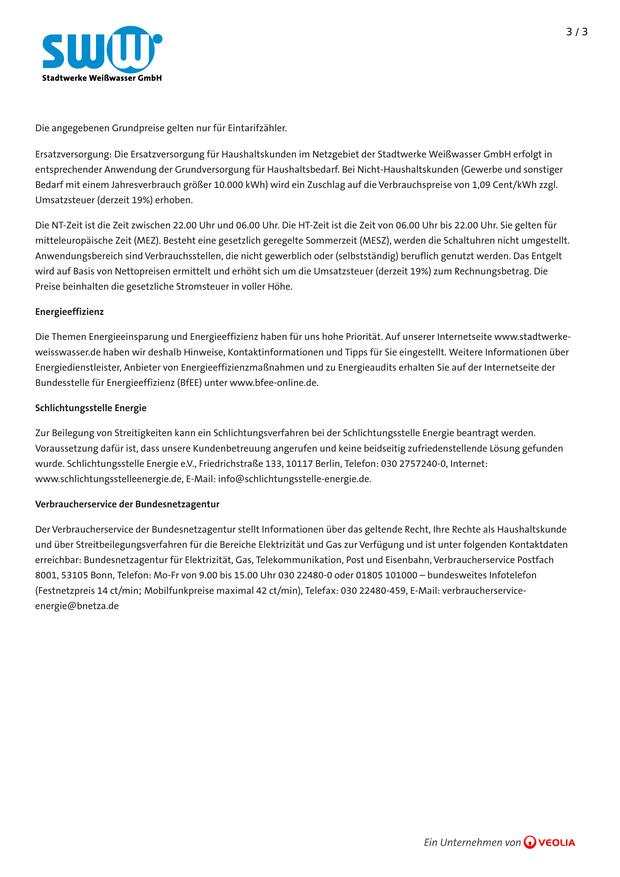 3 / 3
sww
Stadtwerke Weißwasser GmbH
Die angegebenen Grundpreise gelten nur für Eintarifzähler.
Ersatzversorgung: Die Ersatzversorgung für Haushaltskunden im Netzgebiet der Stadtwerke Weißwasser GmbH erfolgt in
entsprechender Anwendung der Grundversorgung für Haushaltsbedarf. Bei Nicht-Haushaltskunden (Gewerbe und sonstiger
Bedarf mit einem Jahresverbrauch größer 10.000 kWh) wird ein Zuschlag auf die Verbrauchspreise von 1,09 Cent/kWh zzgl.
Umsatzsteuer (derzeit 19%) erhoben.
Die NT-Zeit ist die Zeit zwischen 22.00 Uhr und 06.00 Uhr. Die HT-Zeit ist die Zeit von 06.00 Uhr bis 22.00 Uhr. Sie gelten für
mitteleuropäische Zeit (MEZ). Besteht eine gesetzlich geregelte Sommerzeit (MESZ), werden die Schaltuhren nicht umgestellt.
Anwendungsbereich sind Verbrauchsstellen, die nicht gewerblich oder (selbstständig) beruflich genutzt werden. Das Entgelt
wird auf Basis von Nettopreisen ermittelt und erhöht sich um die Umsatzsteuer (derzeit 19%) zum Rechnungsbetrag. Die
Preise beinhalten die gesetzliche Stromsteuer in voller Höhe.
Energieeffizienz
Die Themen Energieeinsparung und Energieeffizienz haben für uns hohe Priorität. Auf unserer Internetseite www.stadtwerke-
weisswasser.de haben wir deshalb Hinweise, Kontaktinformationen und Tipps für Sie eingestellt. Weitere Informationen über
Energiedienstleister, Anbieter von Energieeffizienzmaßnahmen und zu Energieaudits erhalten Sie auf der Internetseite der
Bundesstelle für Energieeffizienz (BfEE) unter www.bfee-online.de.
Schlichtungsstelle Energie
Zur Beilegung von Streitigkeiten kann ein Schlichtungsverfahren bei der Schlichtungsstelle Energie beantragt werden.
Voraussetzung dafür ist, dass unsere Kundenbetreuung angerufen und keine beidseitig zufriedenstellende Lösung gefunden
wurde. Schlichtungsstelle Energie e.V., Friedrichstraße 133, 10117 Berlin, Telefon: 030 2757240-0, Internet:
www.schlichtungsstelleenergie.de, E-Mail: info@schlichtungsstelle-energie.de.
Verbraucherservice der Bundesnetzagentur
Der Verbraucherservice der Bundesnetzagentur stellt Informationen über das geltende Recht, Ihre Rechte als Haushaltskunde
und über Streitbeilegungsverfahren für die Bereiche Elektrizität und Gas zur Verfügung und ist unter folgenden Kontaktdaten
erreichbar: Bundesnetzagentur für Elektrizität, Gas, Telekommunikation, Post und Eisenbahn, Verbraucherservice Postfach
8001, 53105 Bonn, Telefon: Mo-Fr von 9.00 bis 15.00 Uhr 030 22480-0 oder 01805 101000 – bundesweites Infotelefon
(Festnetzpreis 14 ct/min; Mobilfunkpreise maximal 42 ct/min), Telefax: 030 22480-459, E-Mail: verbraucherservice-
energie@bnetza.de
Ein Unternehmen von VEOLIA